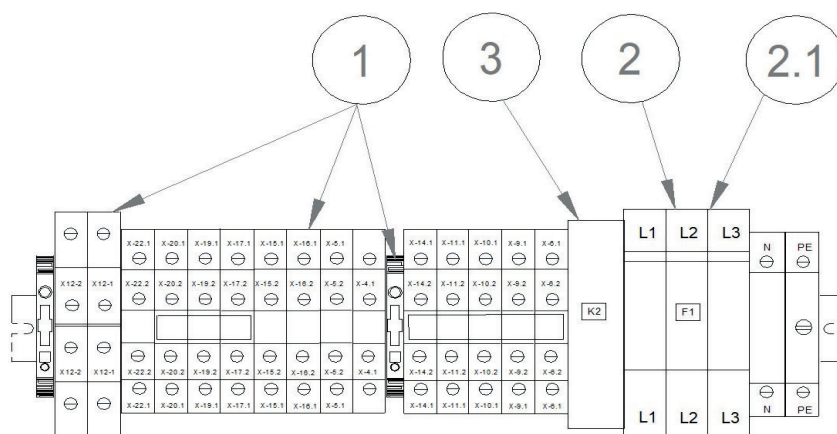 1 3 2 2.1
L1 L2 L3
X-22.1 X-20.1 X-19.1 X-17.1 X-15.1 X-16.1 X-5.1 X-14.1 X-11.1 X-10.1 X-9.1 X-6.1
N PE
X12-2 X12-1 X-22.2 X-20.2 X-19.2 X-17.2 X-15.2 X-16.2 X-5.2 X-4.1 X-14.2 X-11.2 X-10.2 X-9.2 X-6.2
K2 F1
X12-2 X12-1 X-22.2 X-20.2 X-19.2 X-17.2 X-15.2 X-16.2 X-5.2 X-4.1 X-14.2 X-11.2 X-10.2 X-9.2 X-6.2
X-22.1 X-20.1 X-19.1 X-17.1 X-15.1 X-16.1 X-5.1 X-14.1 X-11.1 X-10.1 X-9.1 X-6.1
L1 L2 L3
N PE